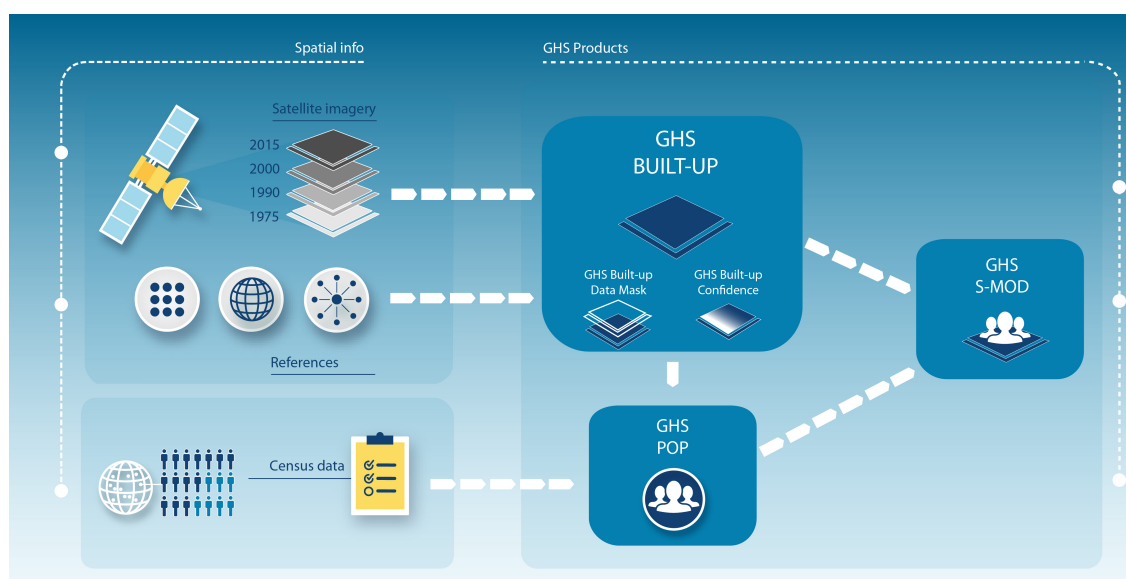 Spatial info
GHS Products
Satellite imagery
2015
2000
1990
1975
References
Census data
GHS
BUILT-UP
GHS Built-up
Data Mask
GHS Built-up
Confidence
GHS
POP
GHS
S-MOD